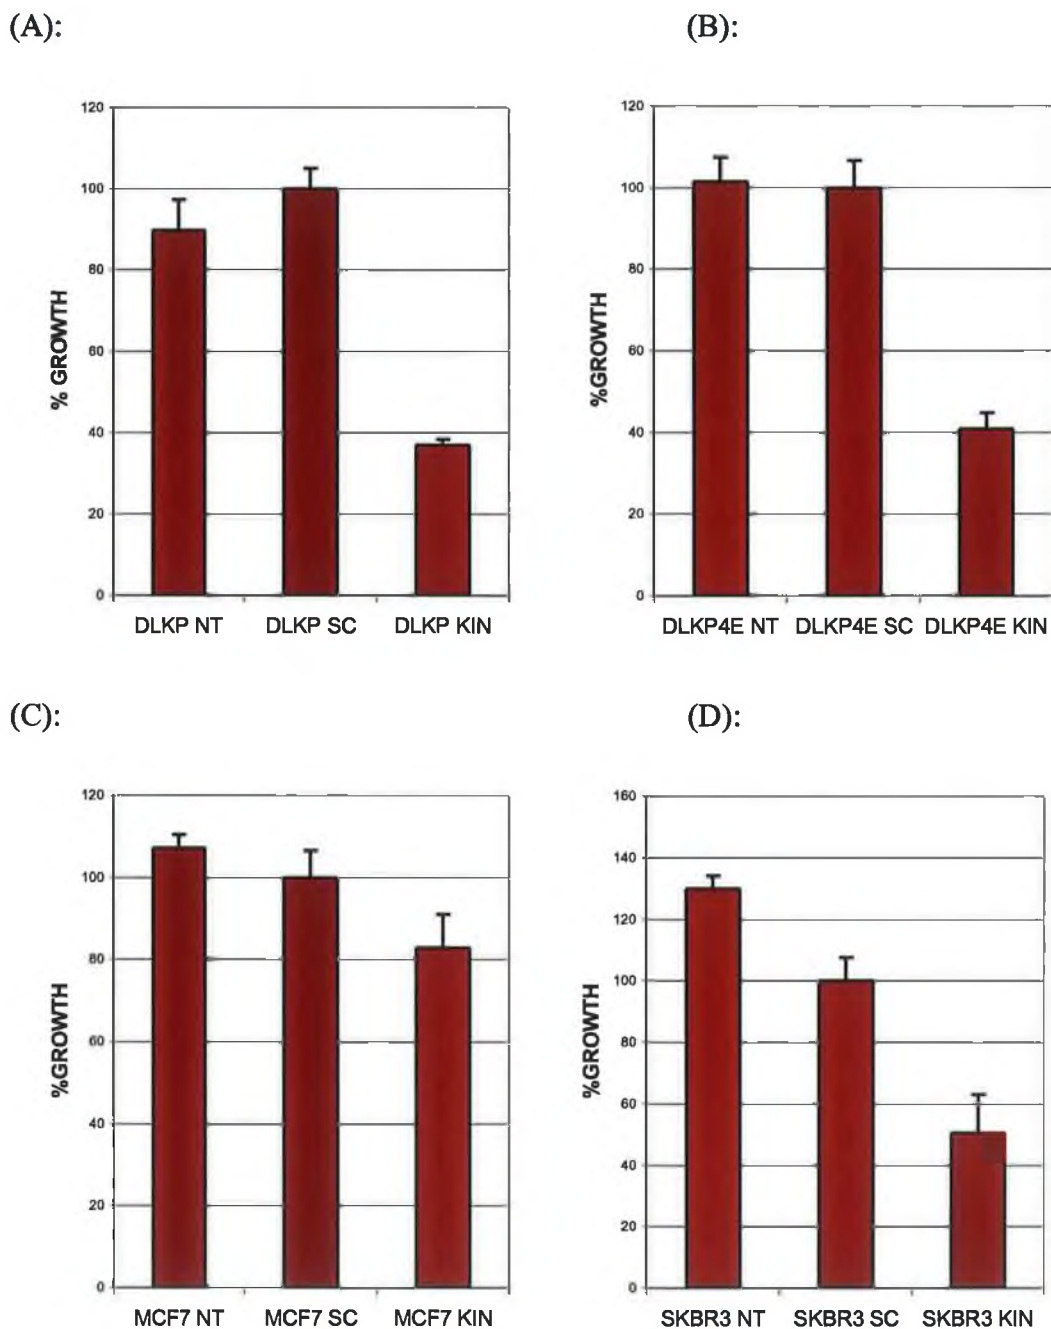 (A):
(B):
120
100
80
60
40
20
0
% GROWTH
DLKP NT DLKP SC DLKP KIN
120
100
80
60
40
20
0
%GROWTH
DLKP4E NT DLKP4E SC DLKP4E KIN
(C):
(D):
120
100
80
60
40
20
0
%GROWTH
MCF7 NT MCF7 SC MCF7 KIN
160
140
120
100
80
60
40
20
0
%GROWTH
SKBR3 NT SKBR3 SC SKBR3 KIN